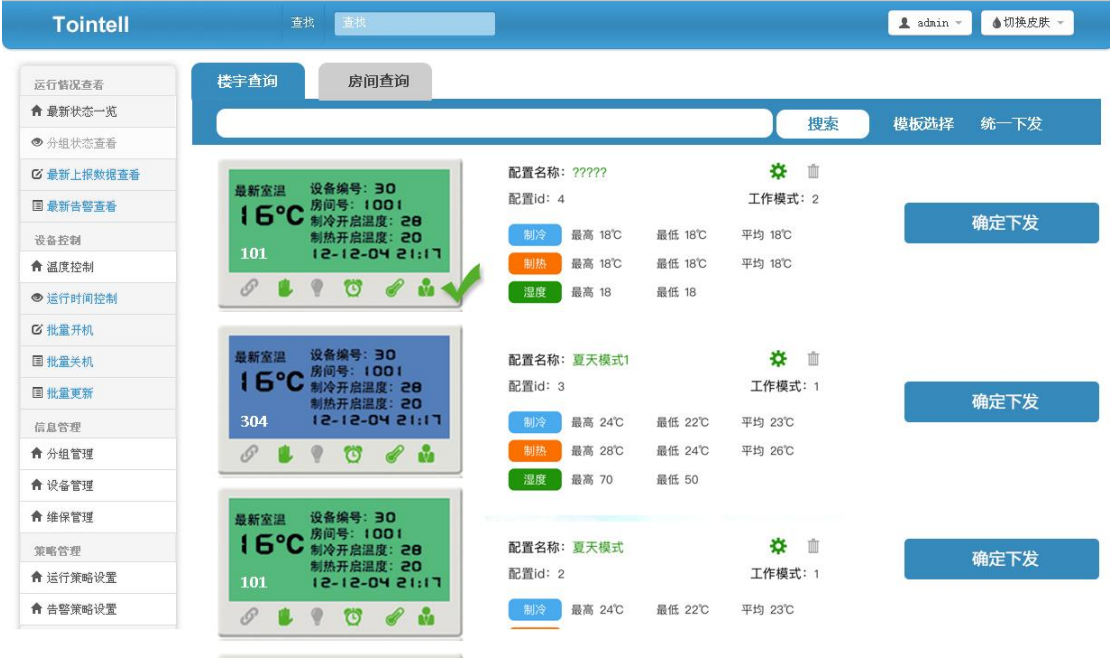 Tointell
查找 查找 admin 切换皮肤
运行情况查看
最新状态一览
分组状态查看
最新上报数据查看
最新告警查看
设备控制
温度控制
运行时间控制
批量开机
批量关机
批量更新
信息管理
分组管理
设备管理
维保管理
策略管理
运行策略设置
告警策略设置
楼宇查询 房间查询
搜索 模板选择 统一下发
最新室温
16°C
101
设备编号: 30
房间号: 1001
制冷开启温度: 28
制热开启温度: 20
12-12-04 21:17
配置名称: ?????
配置id: 4 工作模式: 2
制冷 最高 18℃ 最低 18℃ 平均 18℃
制热 最高 18℃ 最低 18℃ 平均 18℃
湿度 最高 18 最低 18
确定下发
最新室温
16°C
304
设备编号: 30
房间号: 1001
制冷开启温度: 28
制热开启温度: 20
12-12-04 21:17
配置名称: 夏天模式1
配置id: 3 工作模式: 1
制冷 最高 24℃ 最低 22℃ 平均 23℃
制热 最高 28℃ 最低 24℃ 平均 26℃
湿度 最高 70 最低 50
确定下发
最新室温
16°C
101
设备编号: 30
房间号: 1001
制冷开启温度: 28
制热开启温度: 20
12-12-04 21:17
配置名称: 夏天模式
配置id: 2 工作模式: 1
制冷 最高 24℃ 最低 22℃ 平均 23℃
确定下发